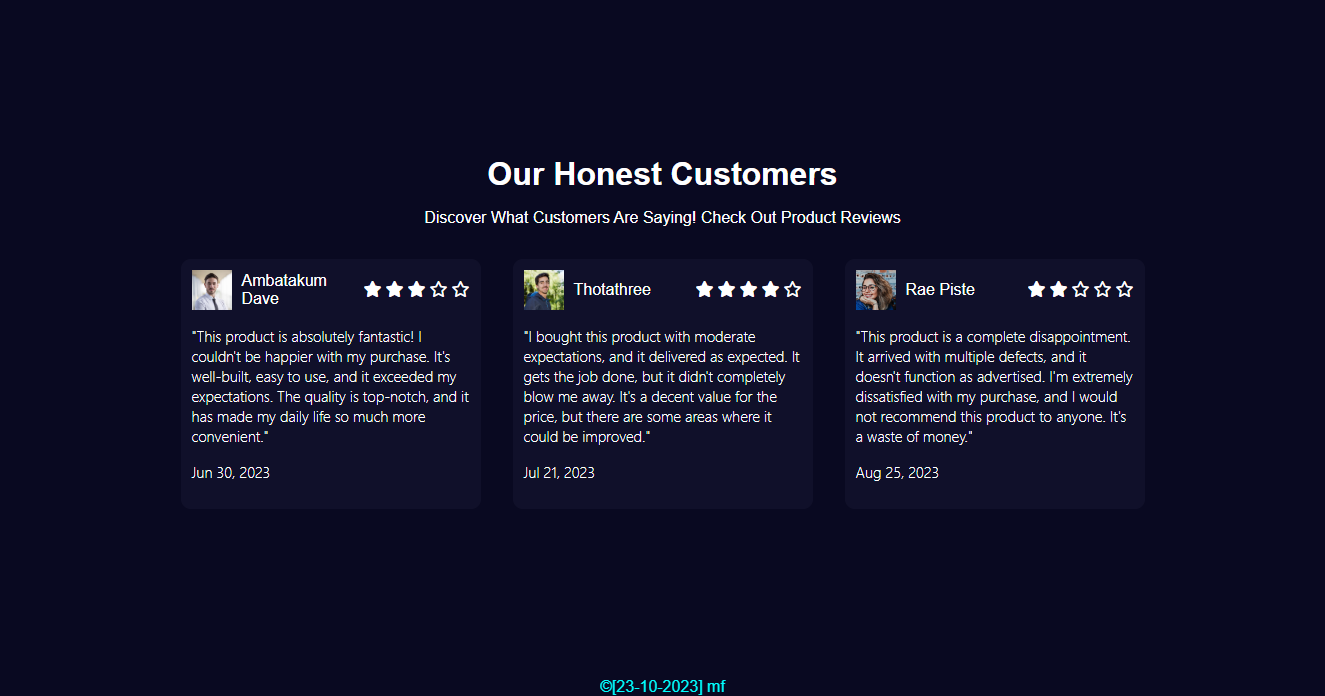 Our Honest Customers
Discover What Customers Are Saying! Check Out Product Reviews
Ambatakum
Dave
"This product is absolutely fantastic! I
couldn't be happier with my purchase. It's
well-built, easy to use, and it exceeded my
expectations. The quality is top-notch, and it
has made my daily life so much more
convenient."
Jun 30, 2023
Thotathree
"I bought this product with moderate
expectations, and it delivered as expected. It
gets the job done, but it didn't completely
blow me away. It's a decent value for the
price, but there are some areas where it
could be improved."
Jul 21, 2023
Rae Piste
"This product is a complete disappointment.
It arrived with multiple defects, and it
doesn't function as advertised. I'm extremely
dissatisfied with my purchase, and I would
not recommend this product to anyone. It's
a waste of money."
Aug 25, 2023
©[23-10-2023] mf